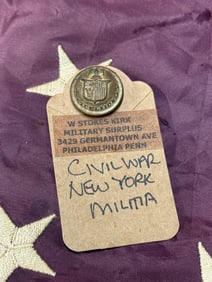 W STOKES KIRK
MILITARY SURPLUS
3429 GERMANTOWN AVE
PHILADELPHIA PENN
CIVIL WAR
NEW YORK
MILITIA